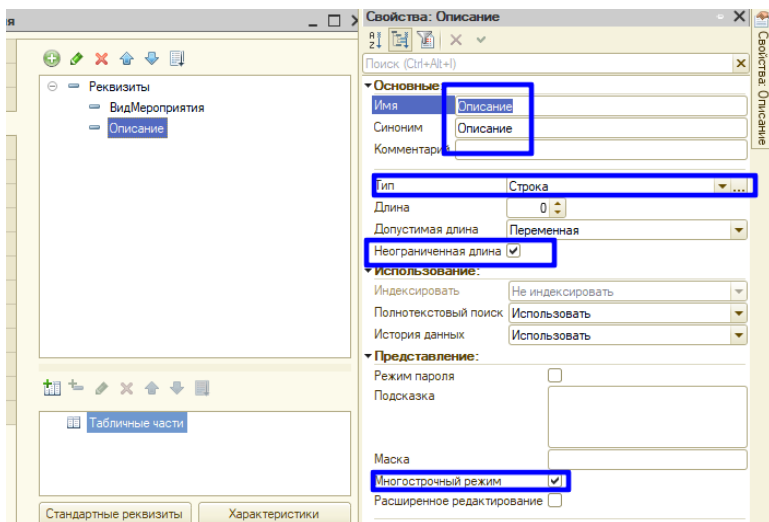 ия
Реквизиты
ВидМероприятия
Описание
Табличные части
Стандартные реквизиты Характеристики
Свойства: Описание
Поиск (Ctrl+Alt+I)
Основные
Имя Описание
Синоним Описание
Комментарий
Тип Строка ...
Длина 0
Допустимая длина Переменная
Неограниченная длина
Использование:
Индексировать Не индексировать
Полнотекстовый поиск Использовать
История данных Использовать
Представление:
Режим пароля
Подсказка
Маска
Многострочный режим
Расширенное редактирование
Свойства: Описание